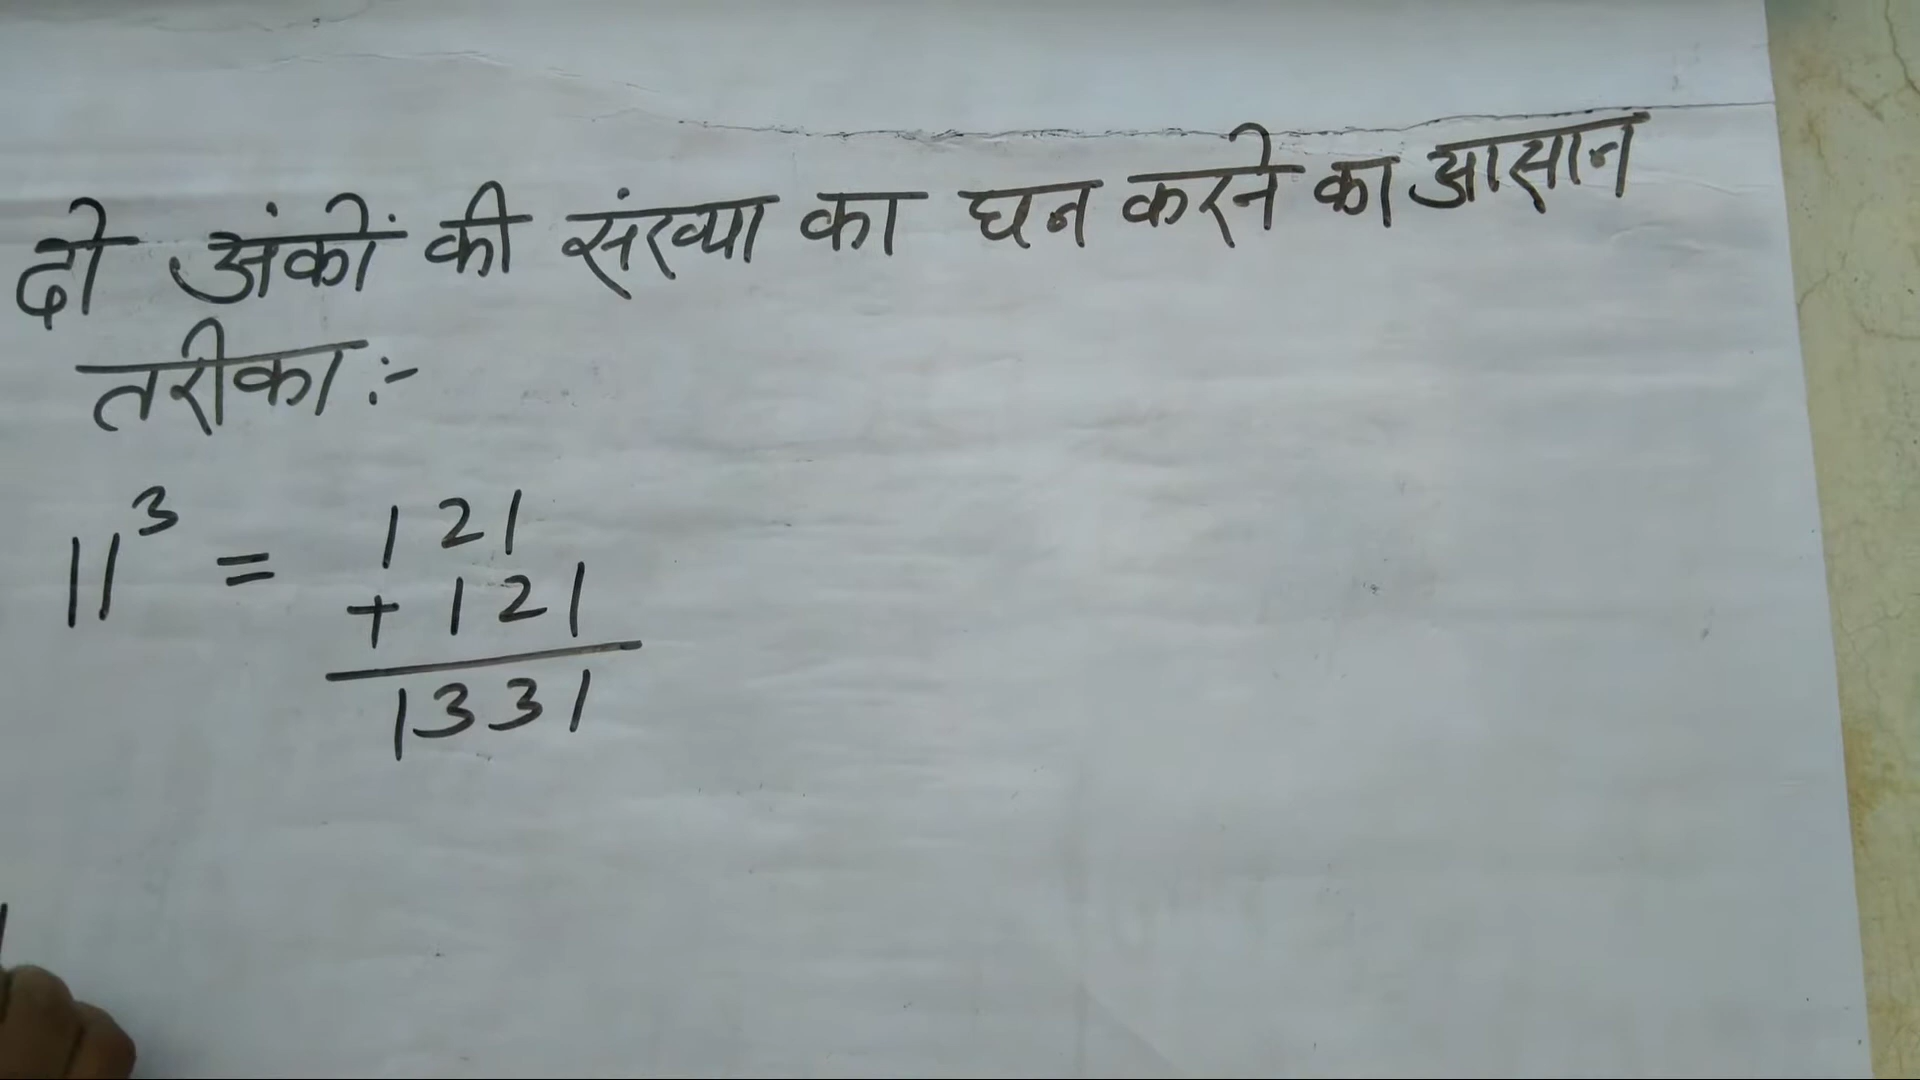 दो अंकों की संख्या का घन करने का आसान
तरीका :-
11³ = 121
+ 121
1331